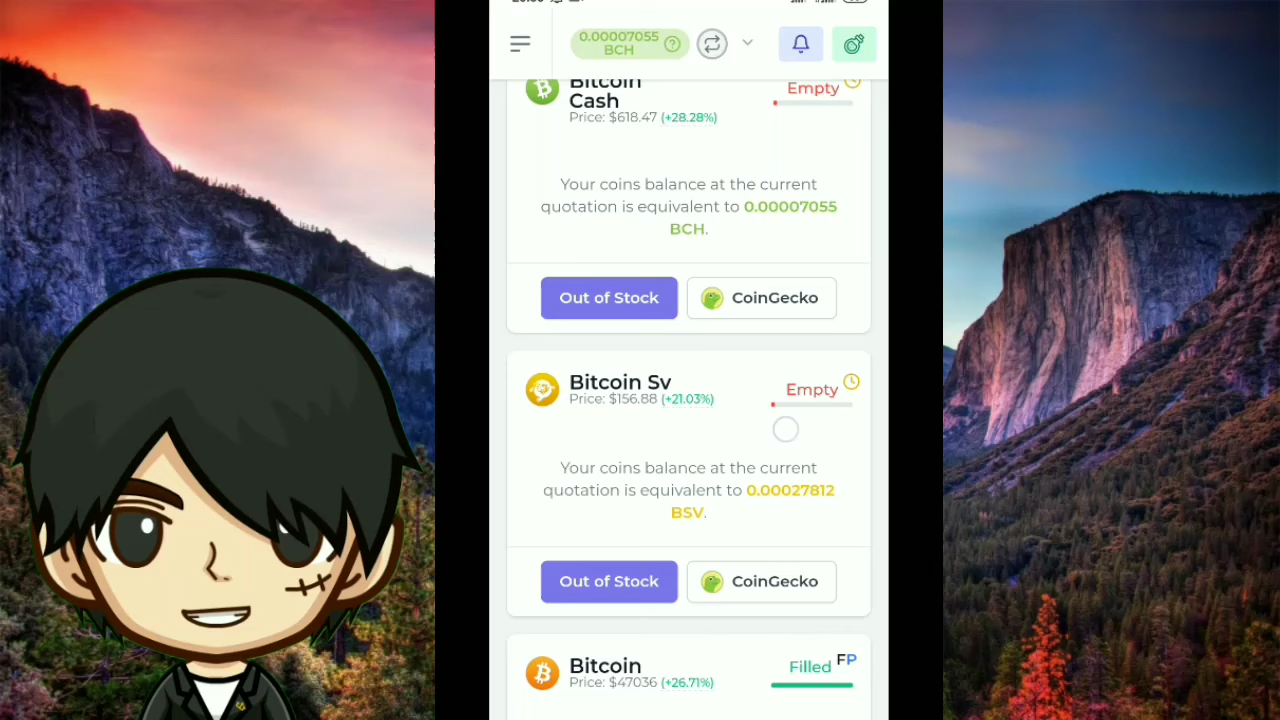 0.00007055
BCH
Bitcoin
Cash
Empty
Price: $618.47 (+28.28%)
Your coins balance at the current
quotation is equivalent to 0.00007055
BCH.
Out of Stock
CoinGecko
Bitcoin Sv
Empty
Price: $156.88 (+21.03%)
Your coins balance at the current
quotation is equivalent to 0.00027812
BSV.
Out of Stock
CoinGecko
Bitcoin
Filled FP
Price: $47036 (+26.71%)